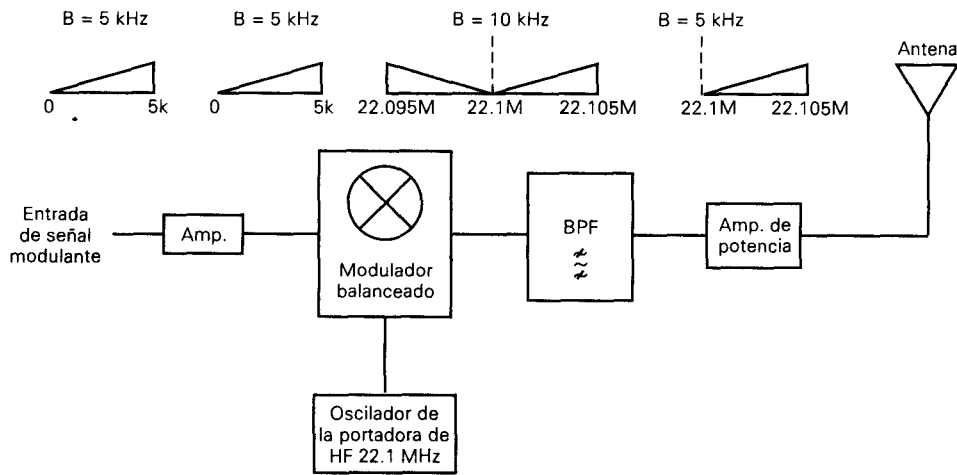 B = 5 kHz
B = 5 kHz
B = 10 kHz
B = 5 kHz
Antena
0
5k
0
5k
22.095M
22.1M
22.105M
22.1M
22.105M
Entrada
de señal
modulante
Amp.
Modulador
balanceado
BPF
Amp. de
potencia
Oscilador de
la portadora de
HF 22.1 MHz